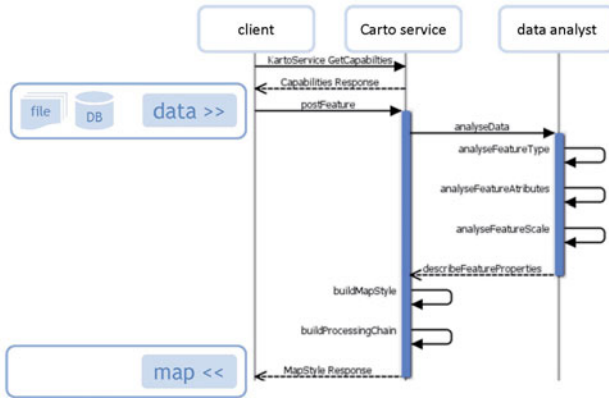 client
Carto service
data analyst
KartoService GetCapabilties
Capabilities Response
file
DB
data >>
postFeature
analyseData
analyseFeatureType
analyseFeatureAtributes
analyseFeatureScale
describeFeatureProperties
buildMapStyle
buildProcessingChain
map <<
MapStyle Response